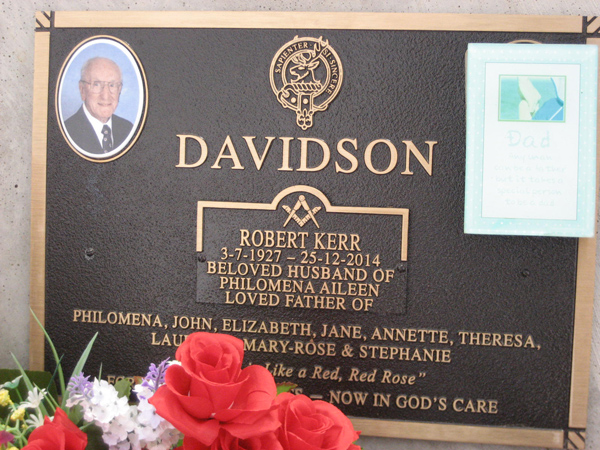 SAPIENTER SI SINCERE
DAVIDSON
ROBERT KERR
3-7-1927 – 25-12-2014
BELOVED HUSBAND OF
PHILOMENA AILEEN
LOVED FATHER OF
PHILOMENA, JOHN, ELIZABETH, JANE, ANNETTE, THERESA,
MARY-ROSE & STEPHANIE
Like a Red, Red Rose”
– NOW IN GOD'S CARE
Dad